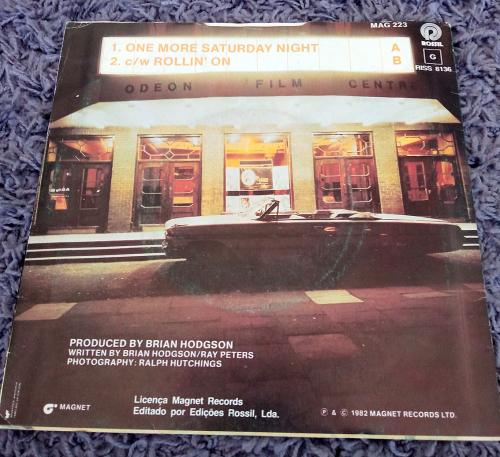 MAG 223
ROSSIL
G
RISS 8136
1. ONE MORE SATURDAY NIGHT A
2. c/w ROLLIN' ON B
ODEON FILM CENTRE
PRODUCED BY BRIAN HODGSON
WRITTEN BY BRIAN HODGSON/RAY PETERS
PHOTOGRAPHY: RALPH HUTCHINGS
MAGNET
Licença Magnet Records
Editado por Edições Rossil, Lda.
℗ & © 1982 MAGNET RECORDS LTD.